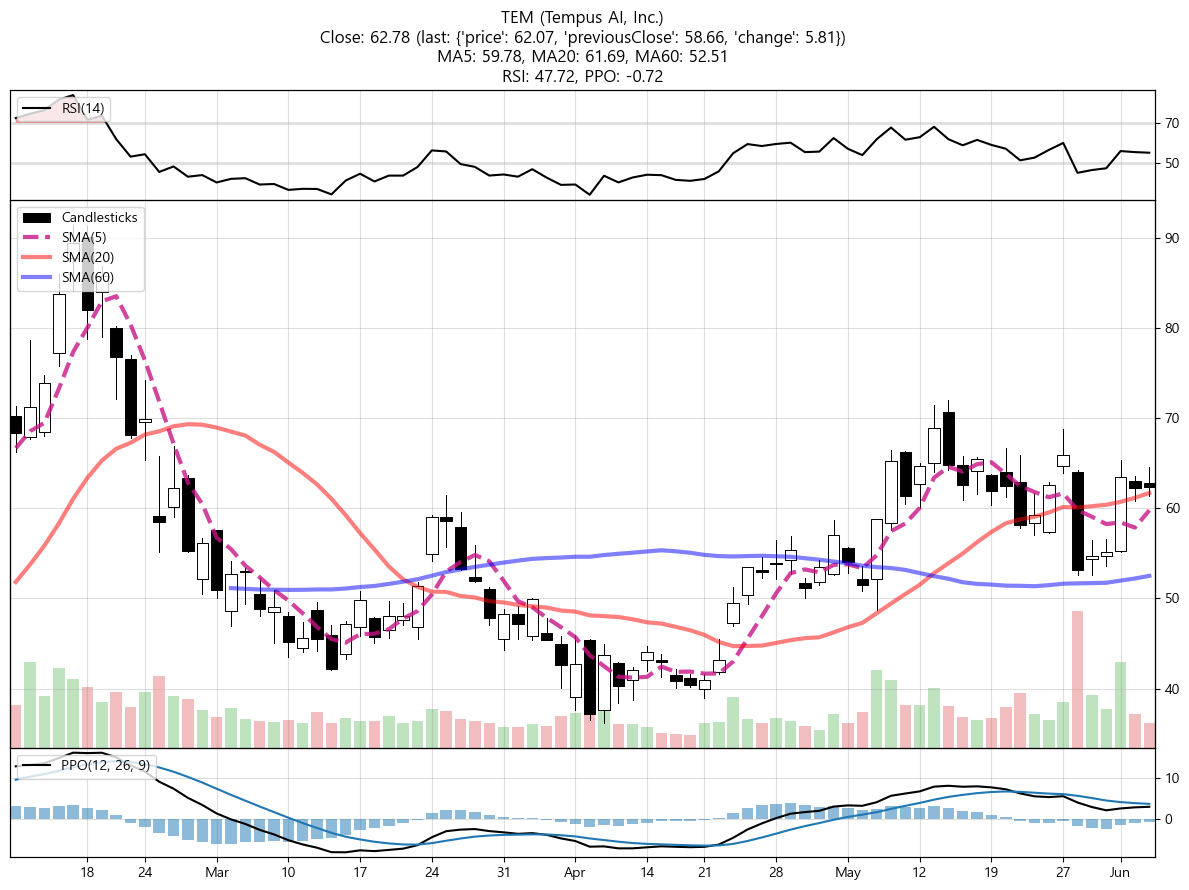 TEM (Tempus AI, Inc.)
Close: 62.78 (last: {'price': 62.07, 'previousClose': 58.66, 'change': 5.81})
MA5: 59.78, MA20: 61.69, MA60: 52.51
RSI: 47.72, PPO: -0.72
RSI(14)
70
50
Candlesticks
SMA(5)
SMA(20)
SMA(60)
90
80
70
60
50
40
PPO(12, 26, 9)
10
0
18 24 Mar 10 17 24 31 Apr 14 21 28 May 12 19 27 Jun